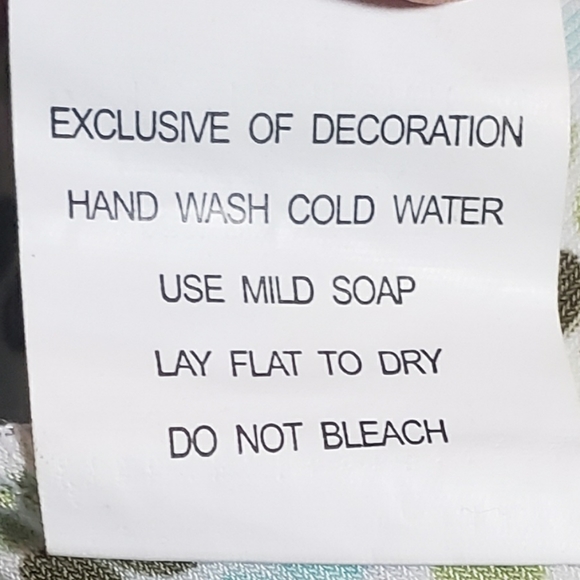 EXCLUSIVE OF DECORATION
HAND WASH COLD WATER
USE MILD SOAP
LAY FLAT TO DRY
DO NOT BLEACH